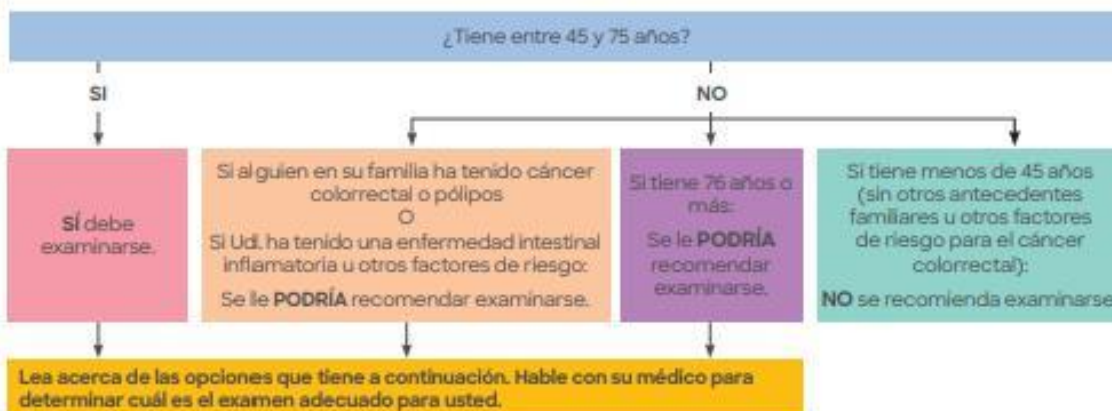 ¿Tiene entre 45 y 75 años?
SI
NO
SÍ debe
examinarse.
Si alguien en su familia ha tenido cáncer
colorrectal o pólipos
O
Si Ud. ha tenido una enfermedad intestinal
inflamatoria u otros factores de riesgo:
Se le PODRÍA recomendar examinarse.
Si tiene 76 años o
más:
Se le PODRÍA
recomendar
examinarse.
Si tiene menos de 45 años
(sin otros antecedentes
familiares u otros factores
de riesgo para el cáncer
colorrectal):
NO se recomienda examinarse
Lea acerca de las opciones que tiene a continuación. Hable con su médico para
determinar cuál es el examen adecuado para usted.